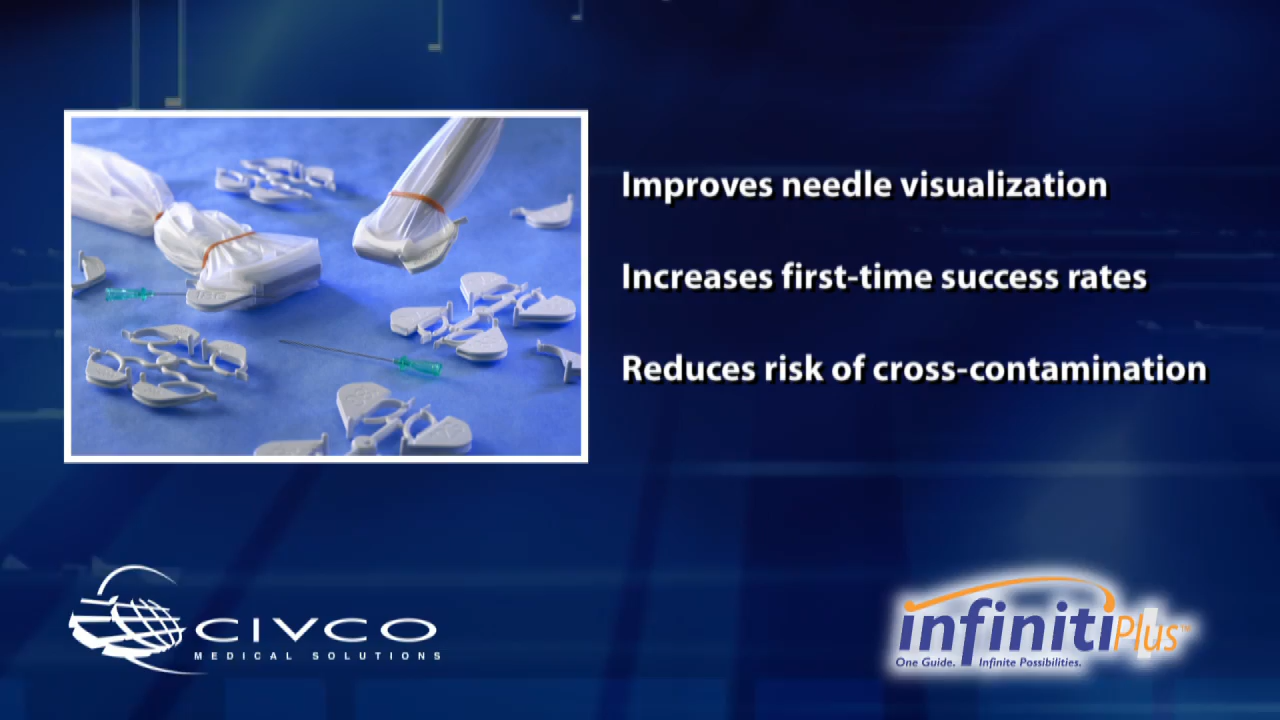 Improves needle visualization
Increases first-time success rates
Reduces risk of cross-contamination
CIVCO
MEDICAL SOLUTIONS
infinitiPlus™
One Guide. Infinite Possibilities.